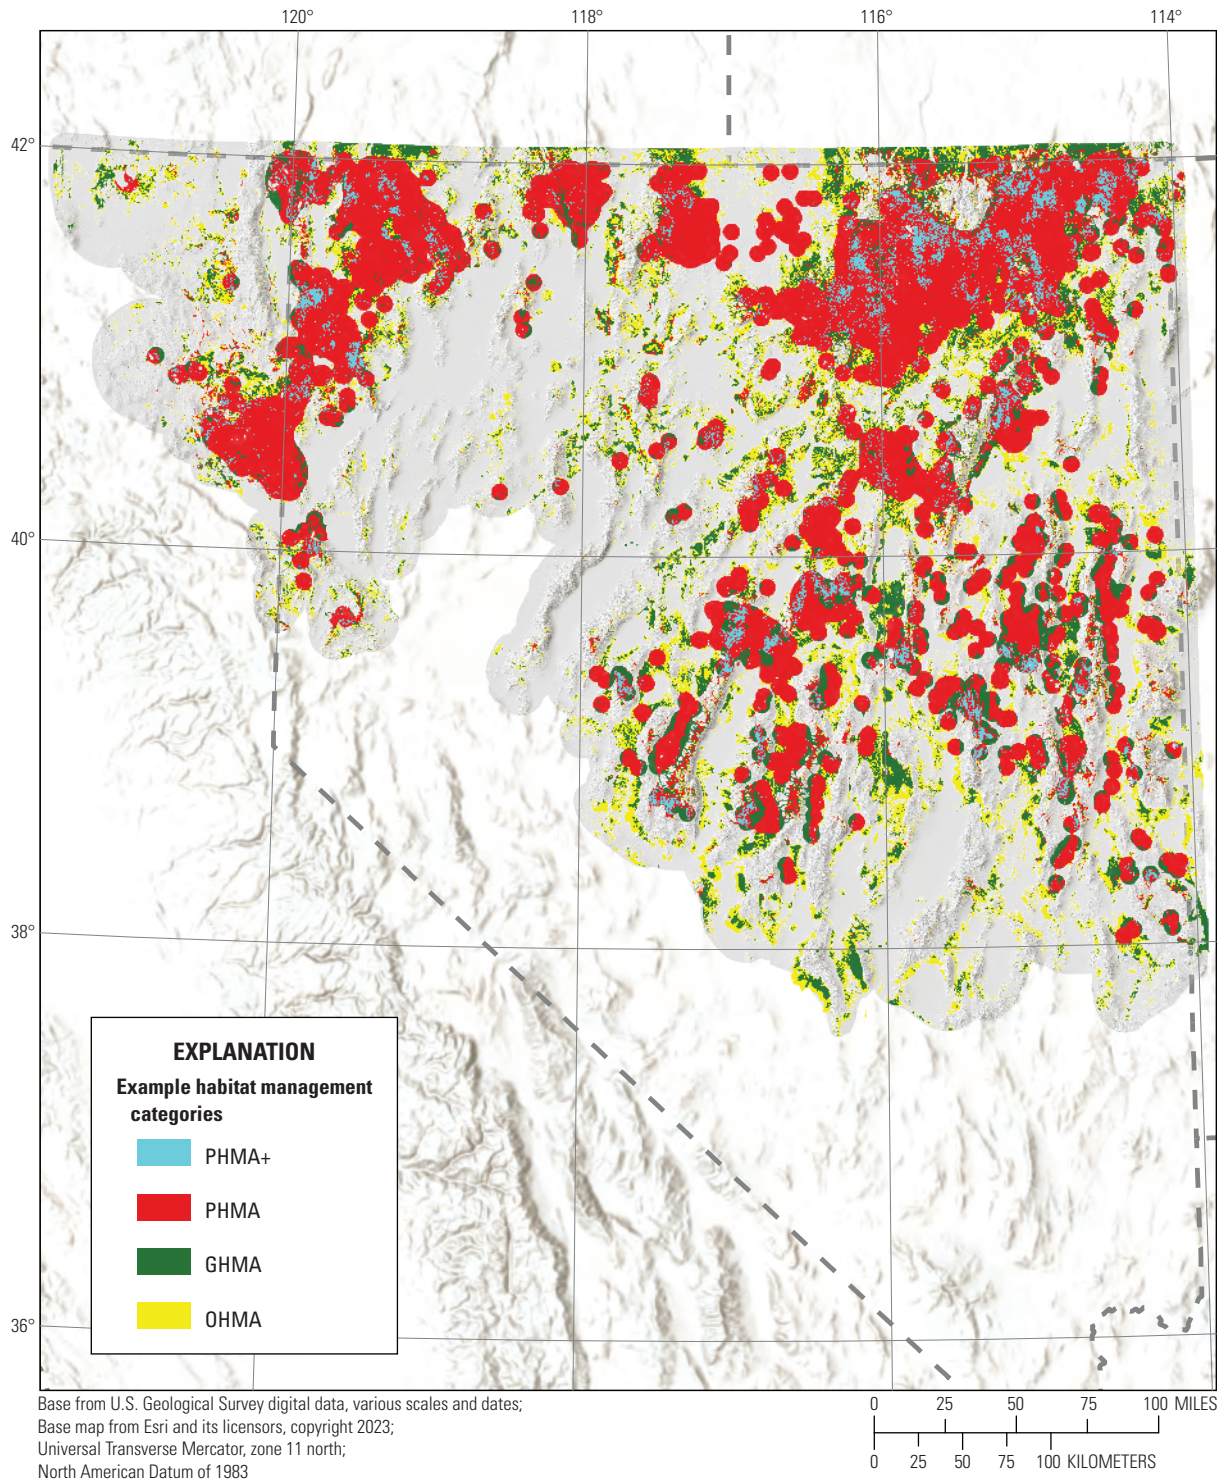 120°
118°
116°
114°
42°
40°
38°
36°
EXPLANATION
Example habitat management
categories
PHMA+
PHMA
GHMA
OHMA
Base from U.S. Geological Survey digital data, various scales and dates;
Base map from Esri and its licensors, copyright 2023;
Universal Transverse Mercator, zone 11 north;
North American Datum of 1983
0 25 50 75 100 MILES
0 25 50 75 100 KILOMETERS